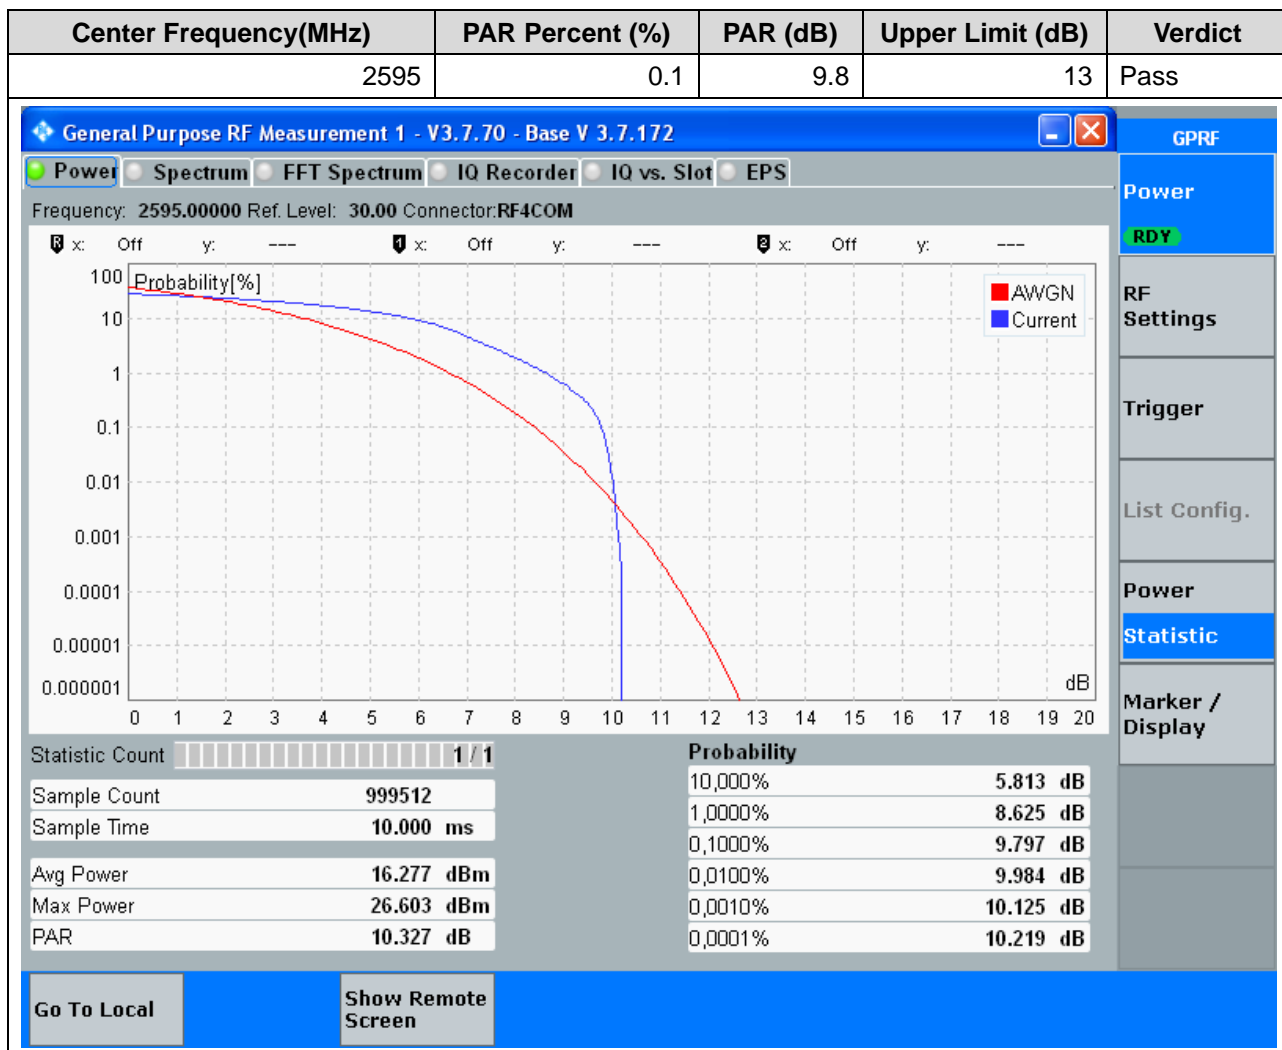 Center Frequency(MHz) PAR Percent (%) PAR (dB) Upper Limit (dB) Verdict
2595 0.1 9.8 13 Pass
General Purpose RF Measurement 1 - V3.7.70 - Base V 3.7.172
GPRF
Power Spectrum FFT Spectrum IQ Recorder IQ vs. Slot EPS
Frequency: 2595.00000 Ref. Level: 30.00 Connector:RF4COM
R x: Off y: --- 1 x: Off y: --- 2 x: Off y: ---
Probability[%]
AWGN
Current
100
10
1
0.1
0.01
0.001
0.0001
0.00001
0.000001
dB
0 1 2 3 4 5 6 7 8 9 10 11 12 13 14 15 16 17 18 19 20
Statistic Count 1 / 1
Sample Count 999512
Sample Time 10.000 ms
Avg Power 16.277 dBm
Max Power 26.603 dBm
PAR 10.327 dB
Probability
10,000% 5.813 dB
1,0000% 8.625 dB
0,1000% 9.797 dB
0,0100% 9.984 dB
0,0010% 10.125 dB
0,0001% 10.219 dB
Power
RDY
RF
Settings
Trigger
List Config.
Power
Statistic
Marker /
Display
Go To Local
Show Remote
Screen